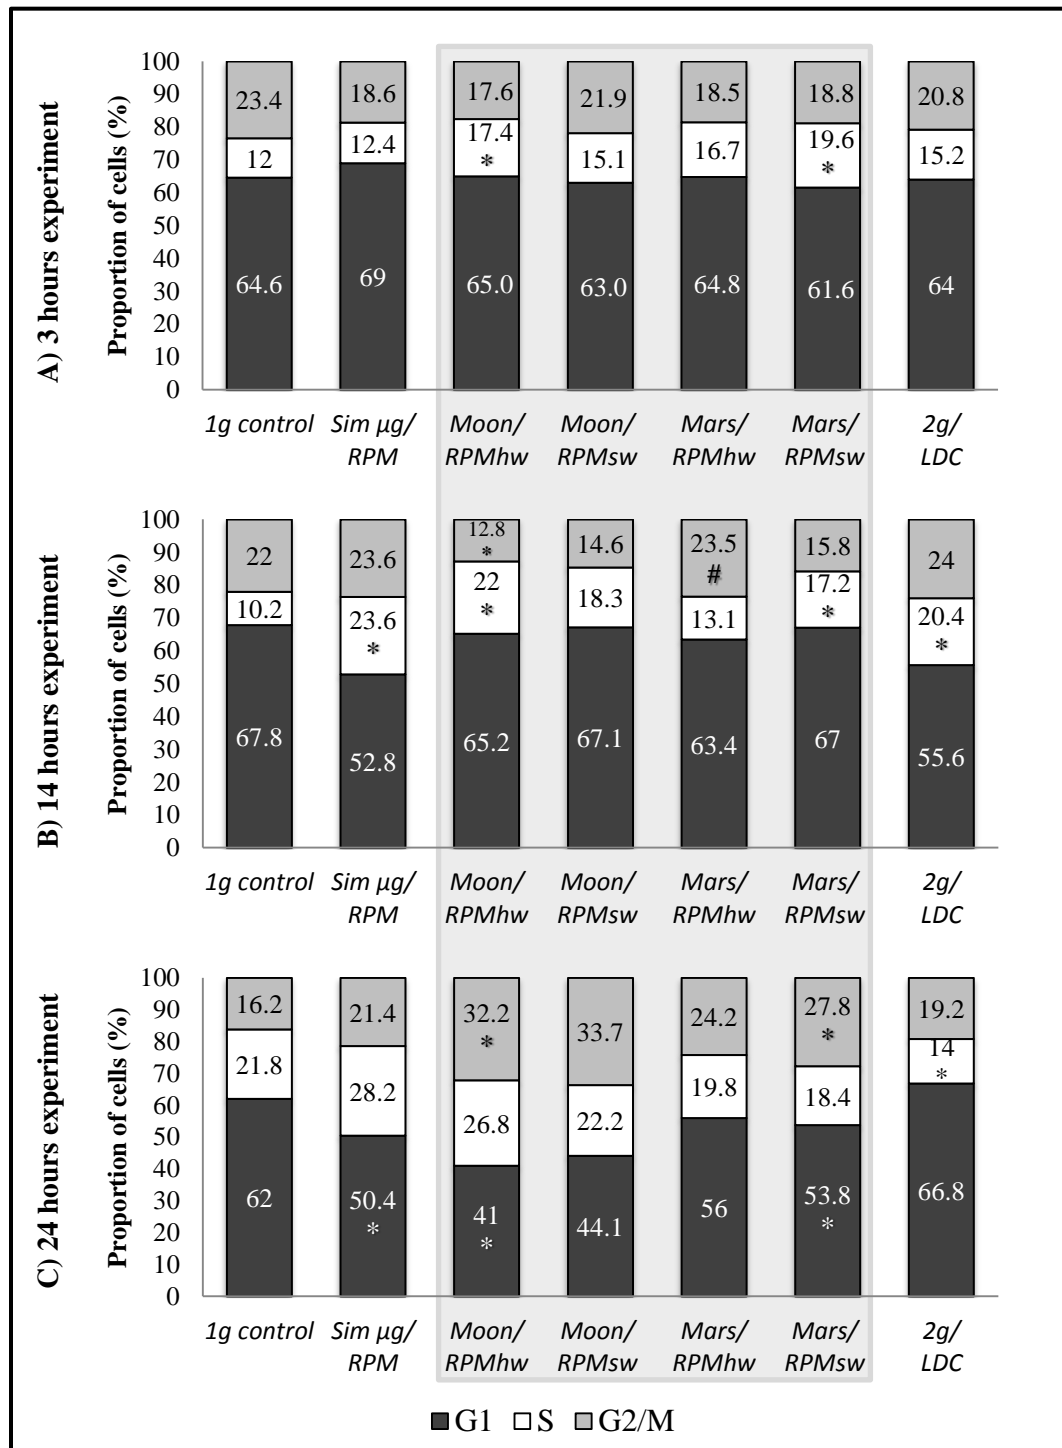 A) 3 hours experiment
Proportion of cells (%)
100
90
80
70
60
50
40
30
20
10
0
23.4 18.6 17.6 21.9 18.5 18.8 20.8
12 12.4 17.4 15.1 16.7 19.6 15.2
* *
64.6 69 65.0 63.0 64.8 61.6 64
1g control Sim µg/ Moon/ Moon/ Mars/ Mars/ 2g/
RPM RPMhw RPMsw RPMhw RPMsw LDC
B) 14 hours experiment
Proportion of cells (%)
100
90
80
70
60
50
40
30
20
10
0
22 23.6 12.8 14.6 23.5 15.8 24
* #
10.2 23.6 22 18.3 13.1 17.2 20.4
* * * *
67.8 52.8 65.2 67.1 63.4 67 55.6
1g control Sim µg/ Moon/ Moon/ Mars/ Mars/ 2g/
RPM RPMhw RPMsw RPMhw RPMsw LDC
C) 24 hours experiment
Proportion of cells (%)
100
90
80
70
60
50
40
30
20
10
0
16.2 21.4 32.2 33.7 24.2 27.8 19.2
* *
21.8 28.2 26.8 22.2 19.8 18.4 14
*
62 50.4 41 44.1 56 53.8 66.8
* * *
1g control Sim µg/ Moon/ Moon/ Mars/ Mars/ 2g/
RPM RPMhw RPMsw RPMhw RPMsw LDC
G1 S G2/M